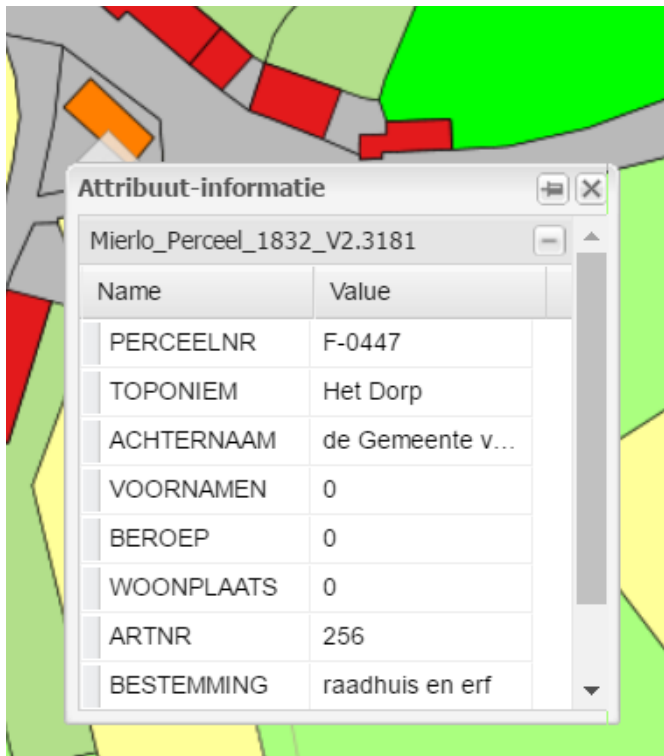 Attribuut-informatie
Mierlo_Perceel_1832_V2.3181
Name Value
PERCEELNR F-0447
TOPONIEM Het Dorp
ACHTERNAAM de Gemeente v...
VOORNAMEN 0
BEROEP 0
WOONPLAATS 0
ARTNR 256
BESTEMMING raadhuis en erf